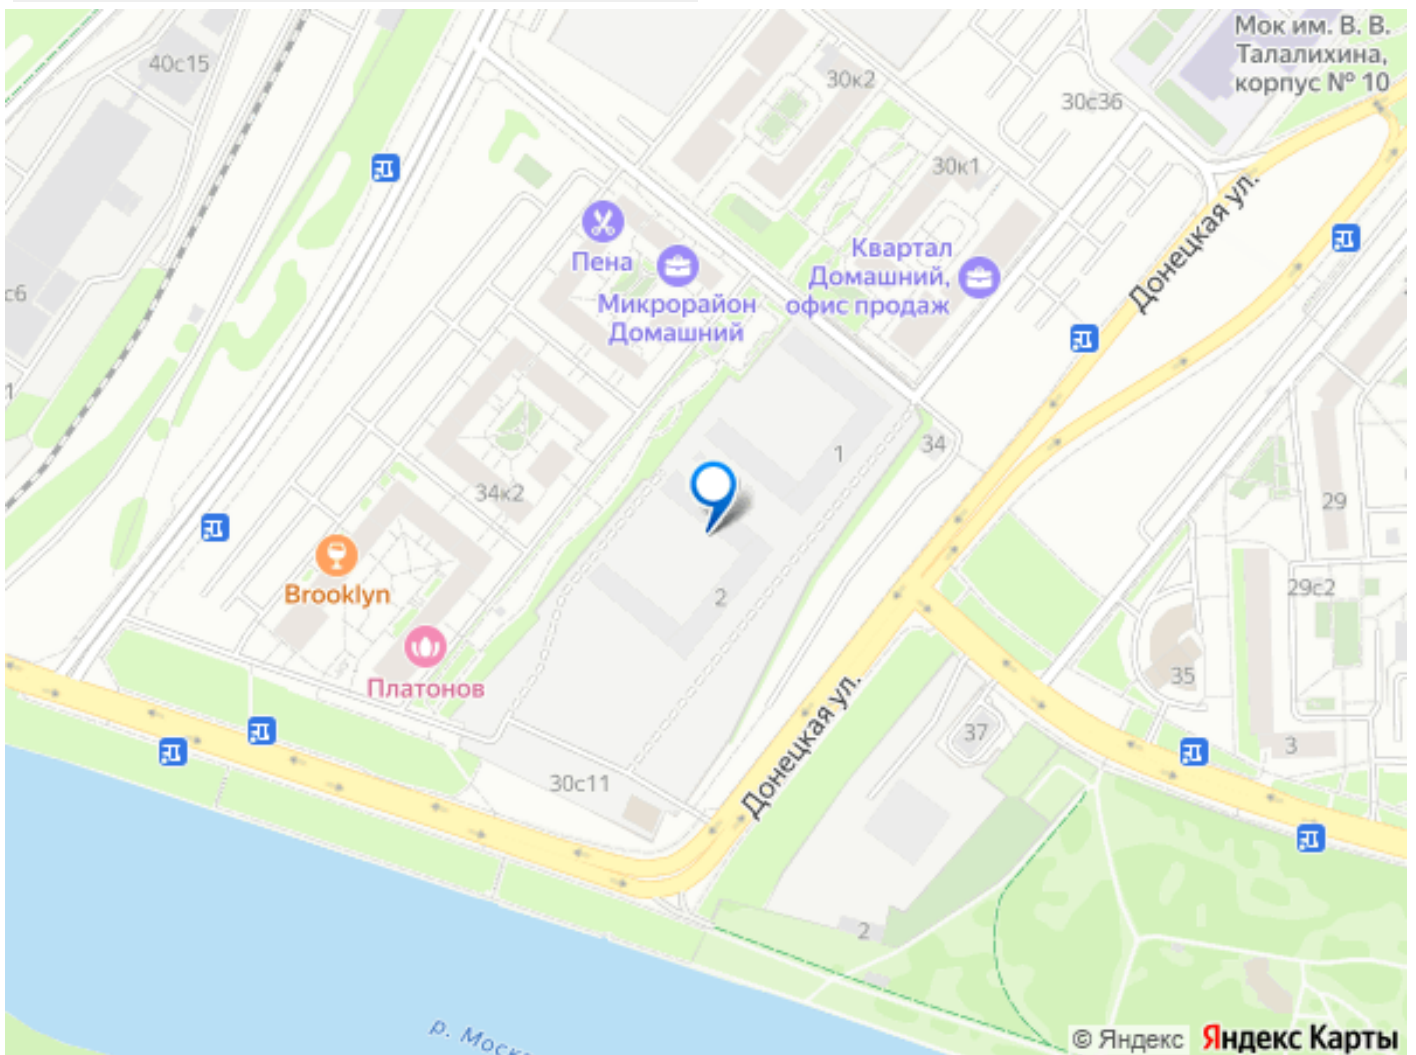 Мок им. В. В.
Талалихина,
корпус № 10
40с15
30к2
30с36
30к1
Донецкая ул.
Пена
Микрорайон
Домашний
Квартал
Домашний,
офис продаж
с6
1
1
34
34к2
29
Brooklyn
2
29с2
Платонов
35
37
3
Донецкая ул.
30с11
2
р. Моск
© Яндекс Яндекс Карты